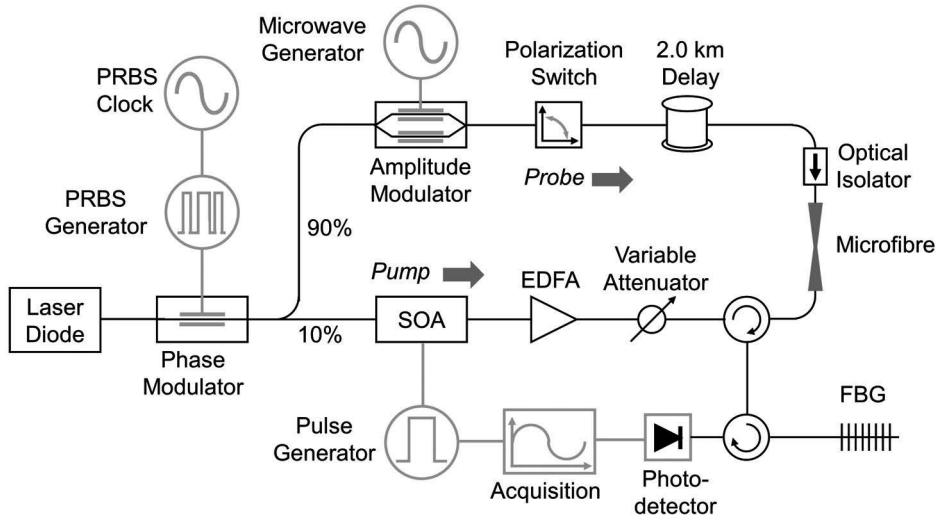 Microwave
Generator
PRBS
Clock
Polarization
Switch
2.0 km
Delay
Amplitude
Modulator
Probe
Optical
Isolator
PRBS
Generator
90%
Microfibre
Pump
EDFA
Variable
Attenuator
Laser
Diode
10%
SOA
Phase
Modulator
Pulse
Generator
Acquisition
Photo-
detector
FBG